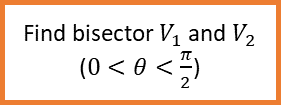 Find bisector V₁ and V₂
(0 < θ < π/2)